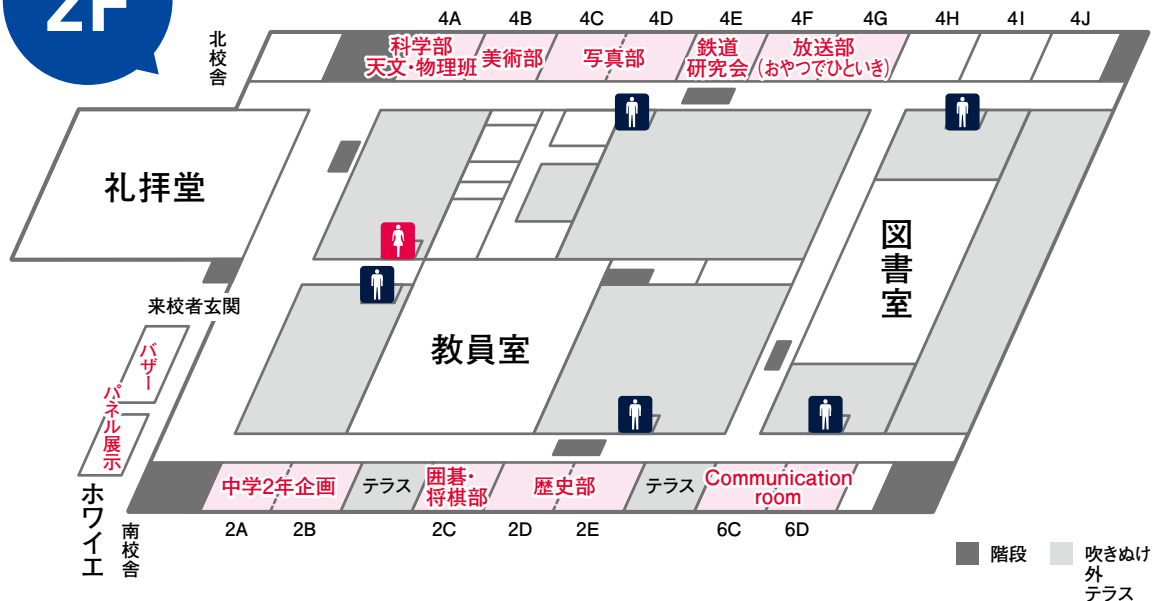 2F
4A 4B 4C 4D 4E 4F 4G 4H 4I 4J
北校舎
科学部
天文・物理班
美術部
写真部
鉄道
研究会
放送部
(おやつでひといき)
礼拝堂
図書室
来校者玄関
教員室
バザー
パネル展示
ホワイエ
南校舎
中学2年企画
テラス
囲碁・
将棋部
歴史部
テラス
Communication
room
2A 2B 2C 2D 2E 6C 6D
階段
吹きぬけ
外
テラス